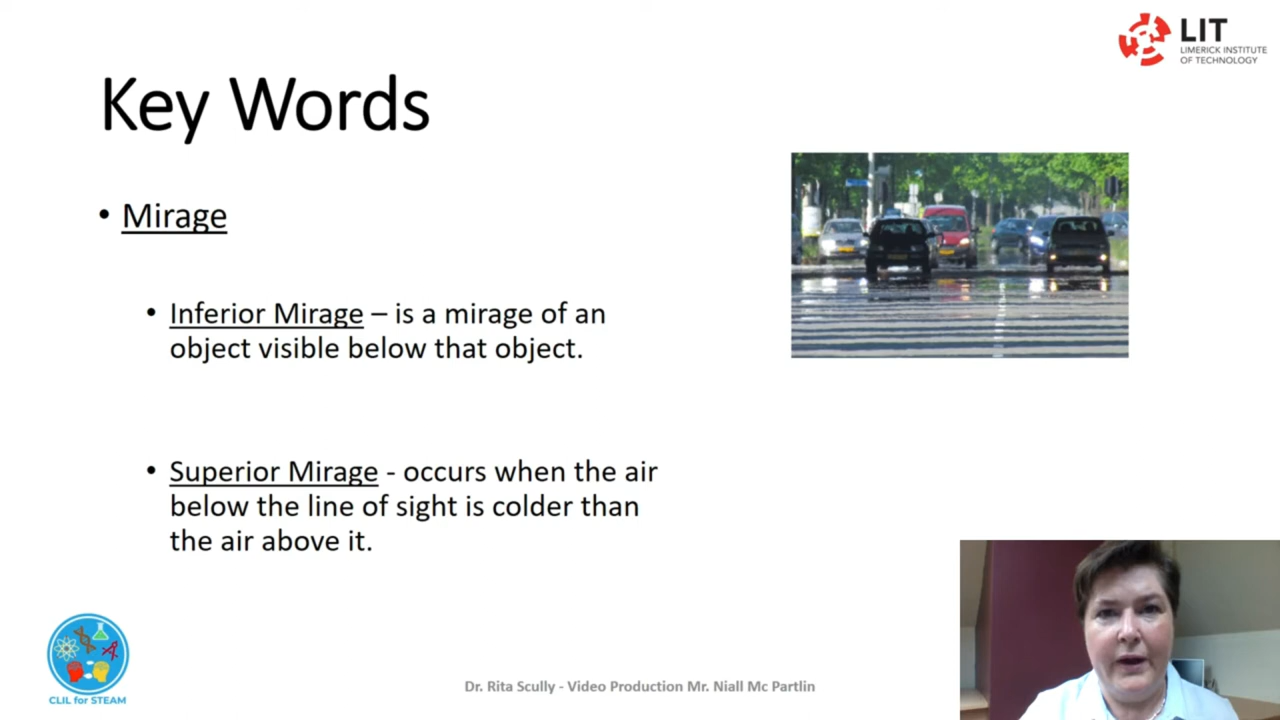 LIT
LIMERICK INSTITUTE
OF TECHNOLOGY
Key Words
• Mirage
• Inferior Mirage – is a mirage of an
object visible below that object.
• Superior Mirage - occurs when the air
below the line of sight is colder than
the air above it.
CLIL for STEAM
Dr. Rita Scully - Video Production Mr. Niall Mc Partlin